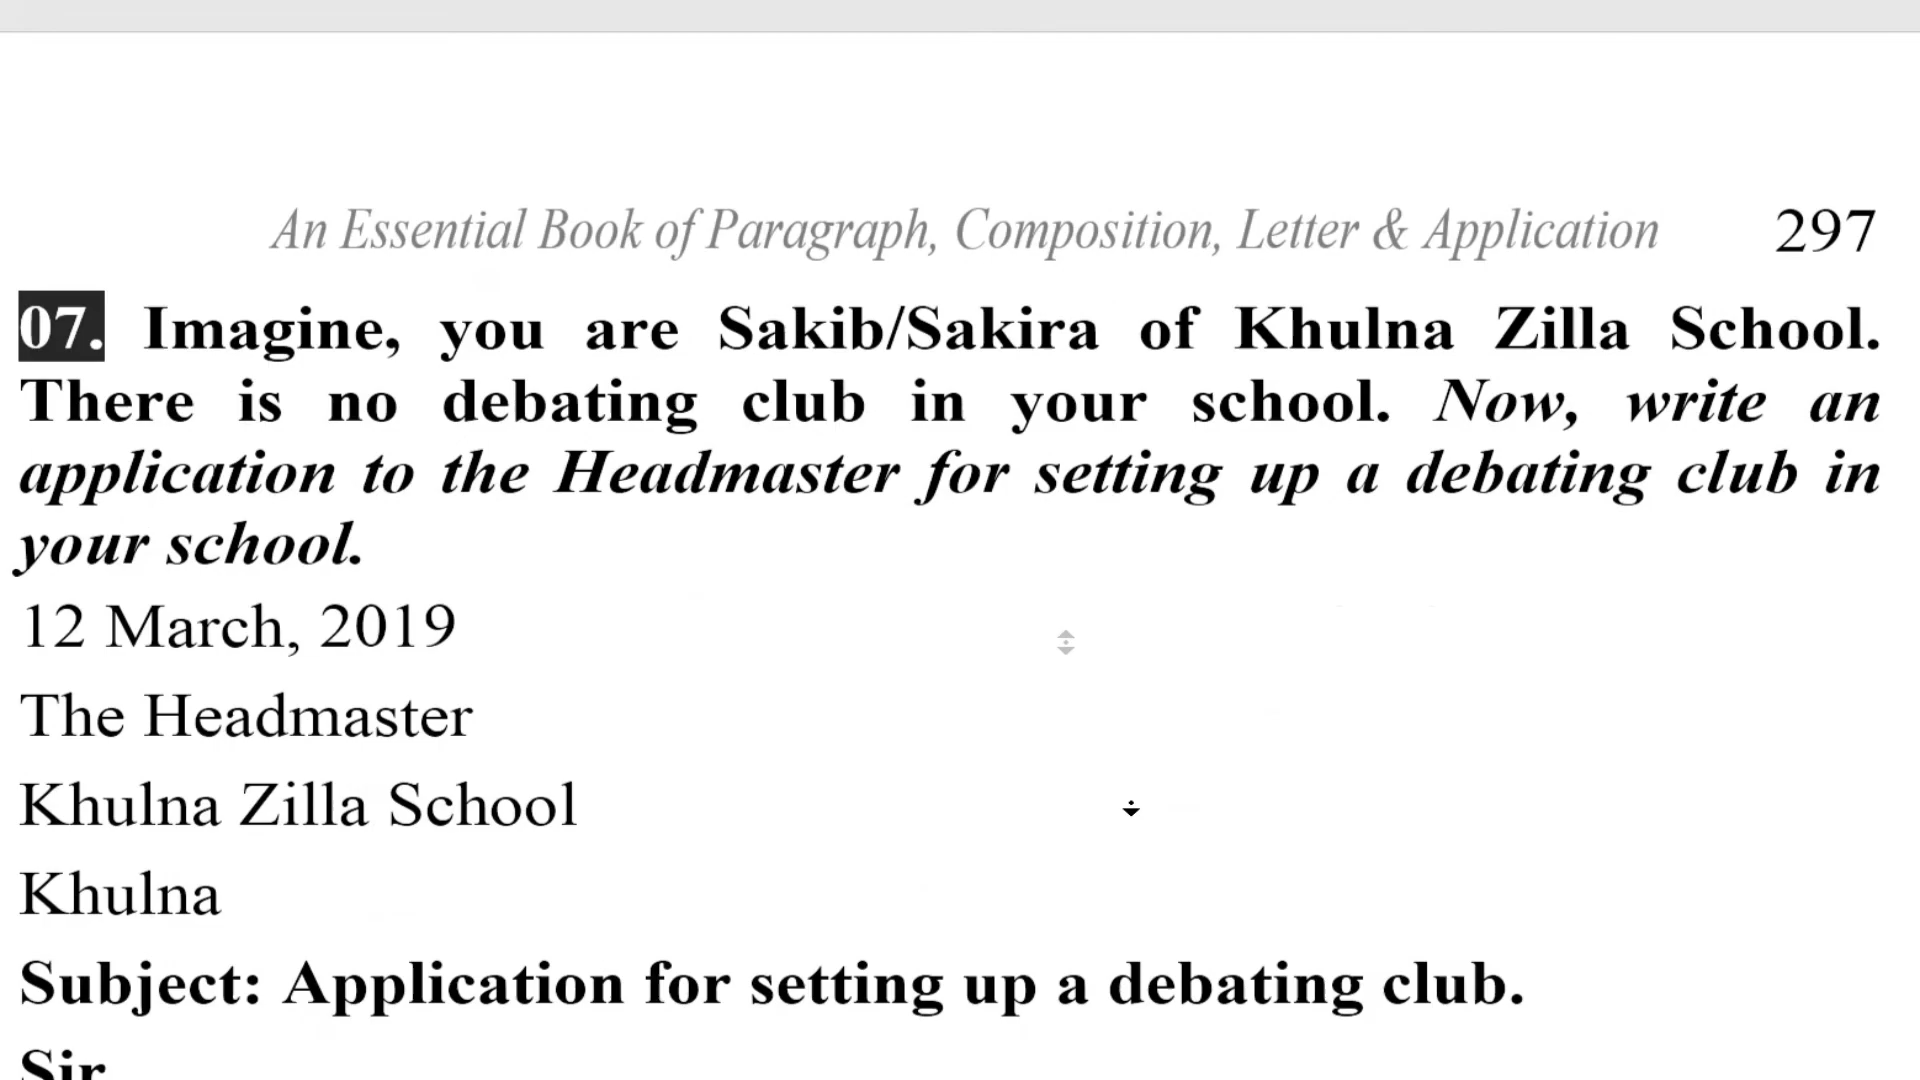 An Essential Book of Paragraph, Composition, Letter & Application 297
07. Imagine, you are Sakib/Sakira of Khulna Zilla School.
There is no debating club in your school. Now, write an
application to the Headmaster for setting up a debating club in
your school.
12 March, 2019
The Headmaster
Khulna Zilla School
Khulna
Subject: Application for setting up a debating club.
Sir